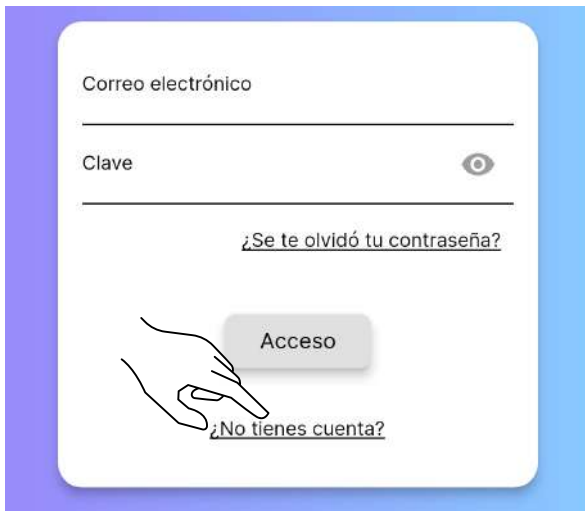 Correo electrónico
Clave
¿Se te olvidó tu contraseña?
Acceso
¿No tienes cuenta?